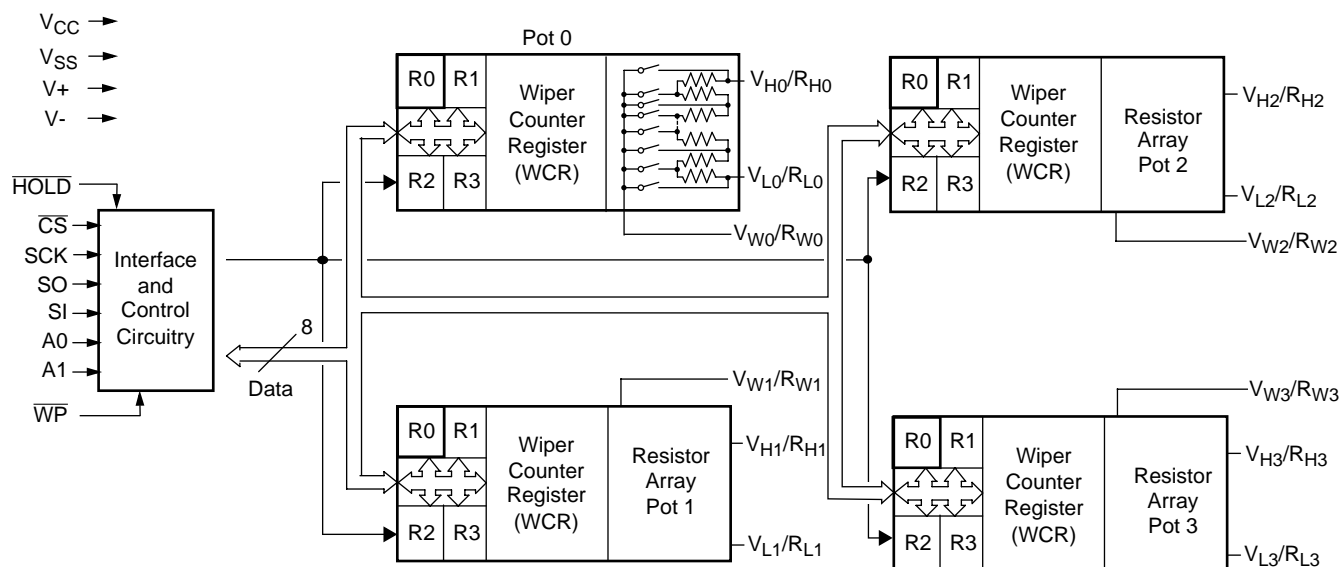 VCC
VSS
V+
V-
HOLD
CS
SCK
SO
SI
A0
A1
WP
Interface
and
Control
Circuitry
8
Data
Pot 0
R0 R1
R2 R3
Wiper
Counter
Register
(WCR)
VH0/RH0
VL0/RL0
VW0/RW0
R0 R1
R2 R3
Wiper
Counter
Register
(WCR)
Resistor
Array
Pot 2
VH2/RH2
VL2/RL2
VW2/RW2
VW1/RW1
R0 R1
R2 R3
Wiper
Counter
Register
(WCR)
Resistor
Array
Pot 1
VH1/RH1
VL1/RL1
VW3/RW3
R0 R1
R2 R3
Wiper
Counter
Register
(WCR)
Resistor
Array
Pot 3
VH3/RH3
VL3/RL3